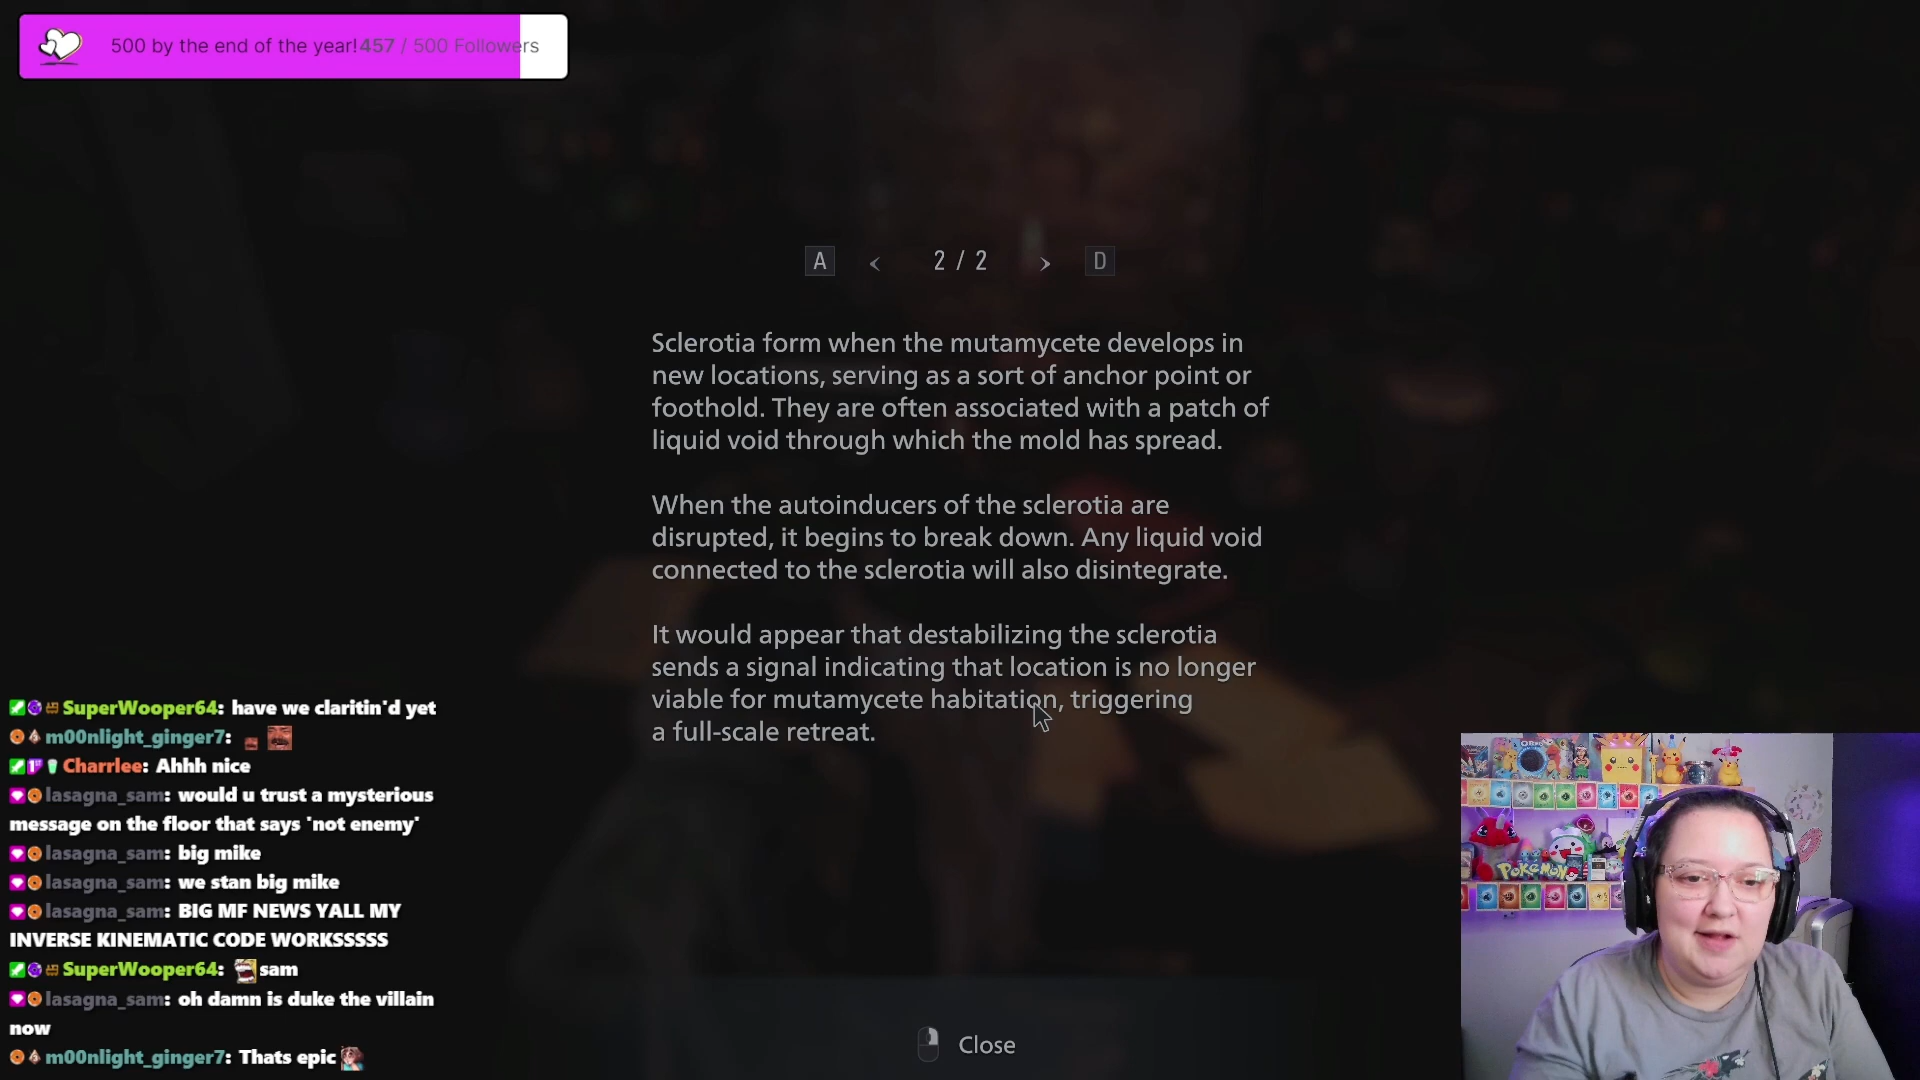 500 by the end of the year!457 / 500 Followers
A < 2 / 2 > D
Sclerotia form when the mutamycete develops in
new locations, serving as a sort of anchor point or
foothold. They are often associated with a patch of
liquid void through which the mold has spread.
When the autoinducers of the sclerotia are
disrupted, it begins to break down. Any liquid void
connected to the sclerotia will also disintegrate.
It would appear that destabilizing the sclerotia
sends a signal indicating that location is no longer
viable for mutamycete habitation, triggering
a full-scale retreat.
SuperWooper64: have we claritin'd yet
m00nlight_ginger7:
Charrlee: Ahhh nice
lasagna_sam: would u trust a mysterious
message on the floor that says 'not enemy'
lasagna_sam: big mike
lasagna_sam: we stan big mike
lasagna_sam: BIG MF NEWS YALL MY
INVERSE KINEMATIC CODE WORKSSSSS
SuperWooper64: sam
lasagna_sam: oh damn is duke the villain
now
m00nlight_ginger7: Thats epic
Close
POKéMON